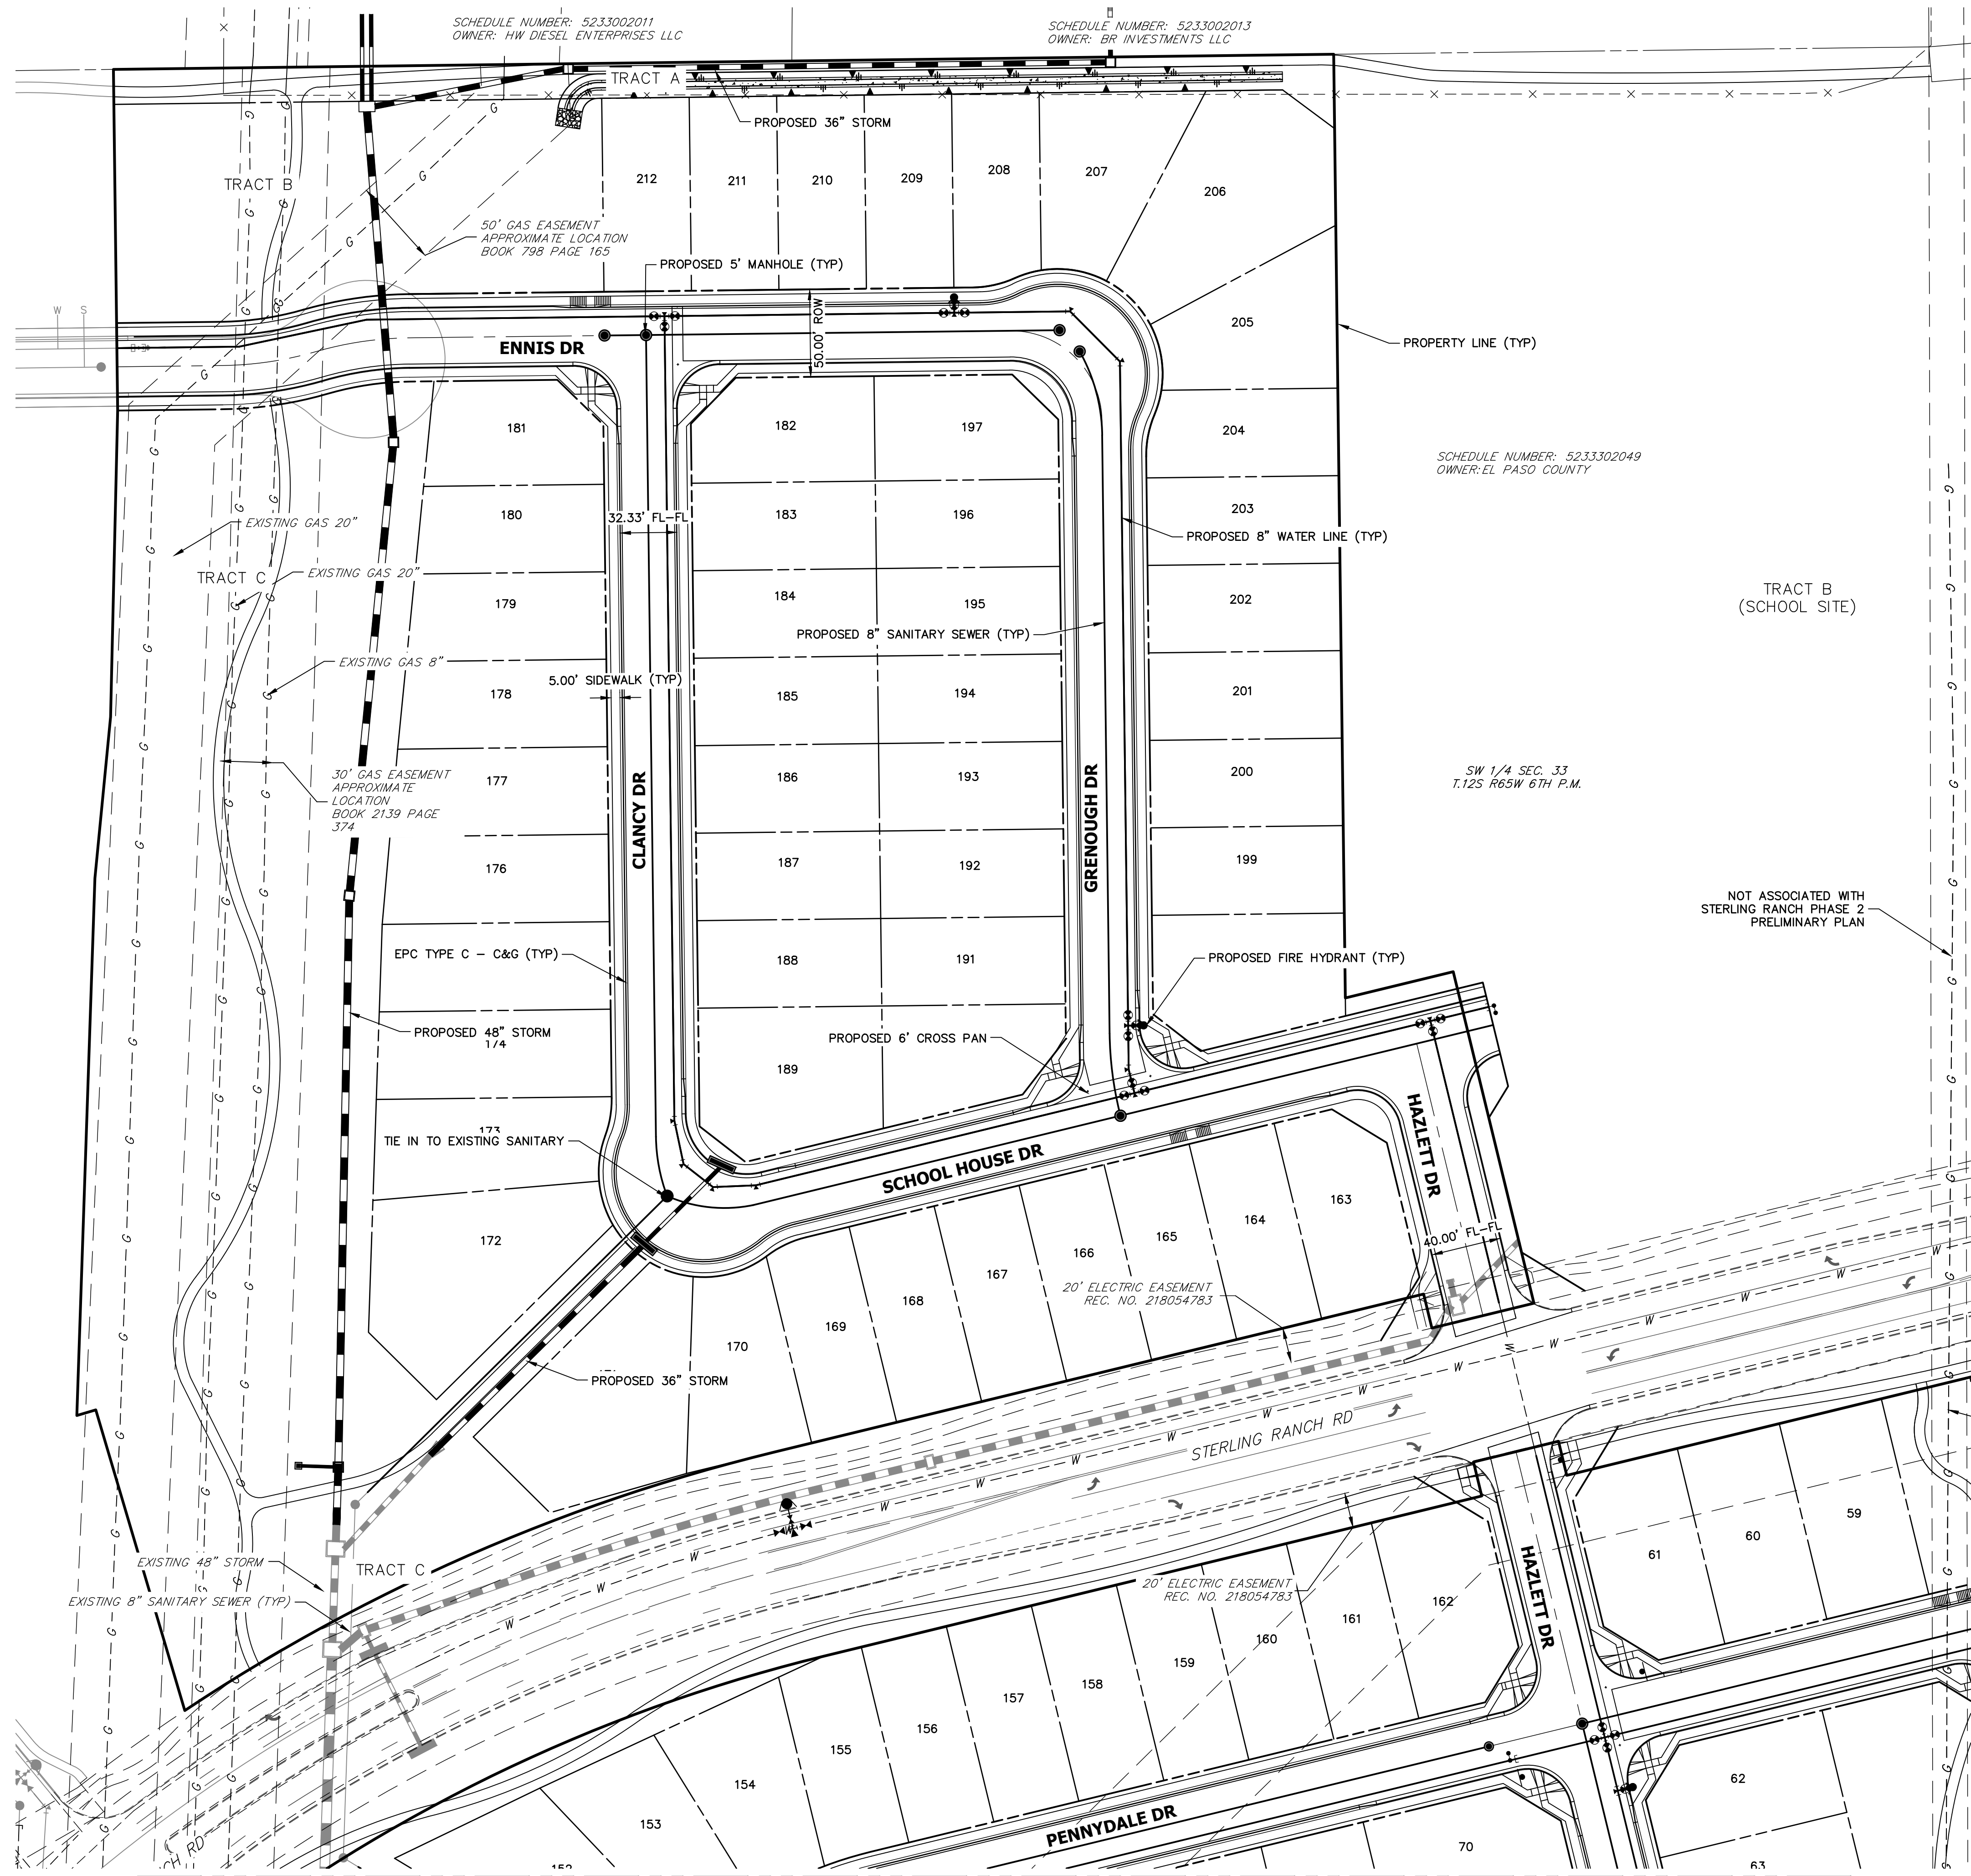 SCHEDULE NUMBER: 5233002011
OWNER: HW DIESEL ENTERPRISES LLC
SCHEDULE NUMBER: 5233002013
OWNER: BR INVESTMENTS LLC
TRACT A
PROPOSED 36" STORM
TRACT B
212
211
210
209
208
207
206
50' GAS EASEMENT
APPROXIMATE LOCATION
BOOK 798 PAGE 165
PROPOSED 5' MANHOLE (TYP)
W S
50.00' ROW
ENNIS DR
205
PROPERTY LINE (TYP)
181
182
197
204
SCHEDULE NUMBER: 5233302049
OWNER: EL PASO COUNTY
EXISTING GAS 20"
180
32.33' FL-FL
183
196
203
PROPOSED 8" WATER LINE (TYP)
TRACT C
EXISTING GAS 20"
179
184
195
202
TRACT B
(SCHOOL SITE)
PROPOSED 8" SANITARY SEWER (TYP)
EXISTING GAS 8"
5.00' SIDEWALK (TYP)
178
185
194
201
30' GAS EASEMENT
APPROXIMATE
LOCATION
BOOK 2139 PAGE
374
177
CLANCY DR
186
193
GRENOUGH DR
200
SW 1/4 SEC. 33
T.12S R65W 6TH P.M.
176
187
192
199
NOT ASSOCIATED WITH
STERLING RANCH PHASE 2
PRELIMINARY PLAN
EPC TYPE C - C&G (TYP)
188
191
PROPOSED FIRE HYDRANT (TYP)
PROPOSED 48" STORM
1/4
189
PROPOSED 6' CROSS PAN
173
TIE IN TO EXISTING SANITARY
SCHOOL HOUSE DR
HAZLETT DR
172
163
164
165
166
167
168
169
170
40.00' FL-FL
20' ELECTRIC EASEMENT
REC. NO. 218054783
PROPOSED 36" STORM
STERLING RANCH RD
EXISTING 48" STORM
TRACT C
EXISTING 8" SANITARY SEWER (TYP)
20' ELECTRIC EASEMENT
REC. NO. 218054783
HAZLETT DR
59
60
61
162
161
160
159
158
157
156
155
154
153
152
62
63
70
PENNYDALE DR
CH RD